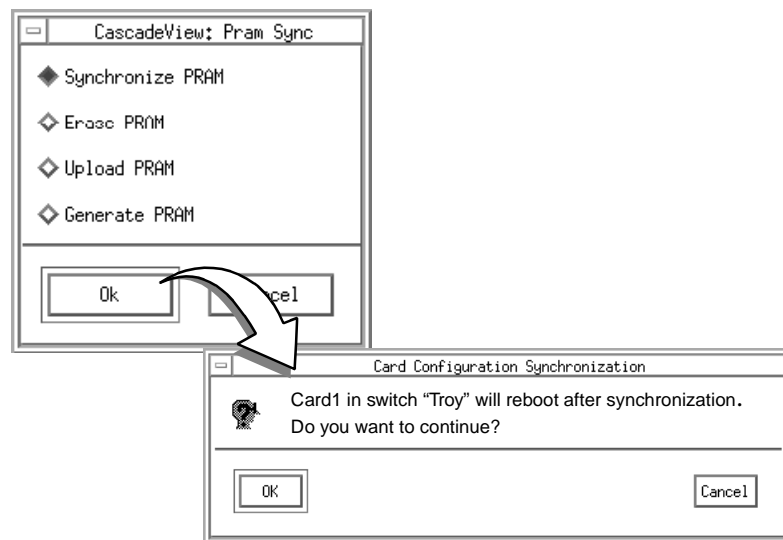 CascadeView: Pram Sync
Synchronize PRAM
Erase PRAM
Upload PRAM
Generate PRAM
Ok
Card Configuration Synchronization
Card1 in switch “Troy” will reboot after synchronization.
Do you want to continue?
OK
Cancel